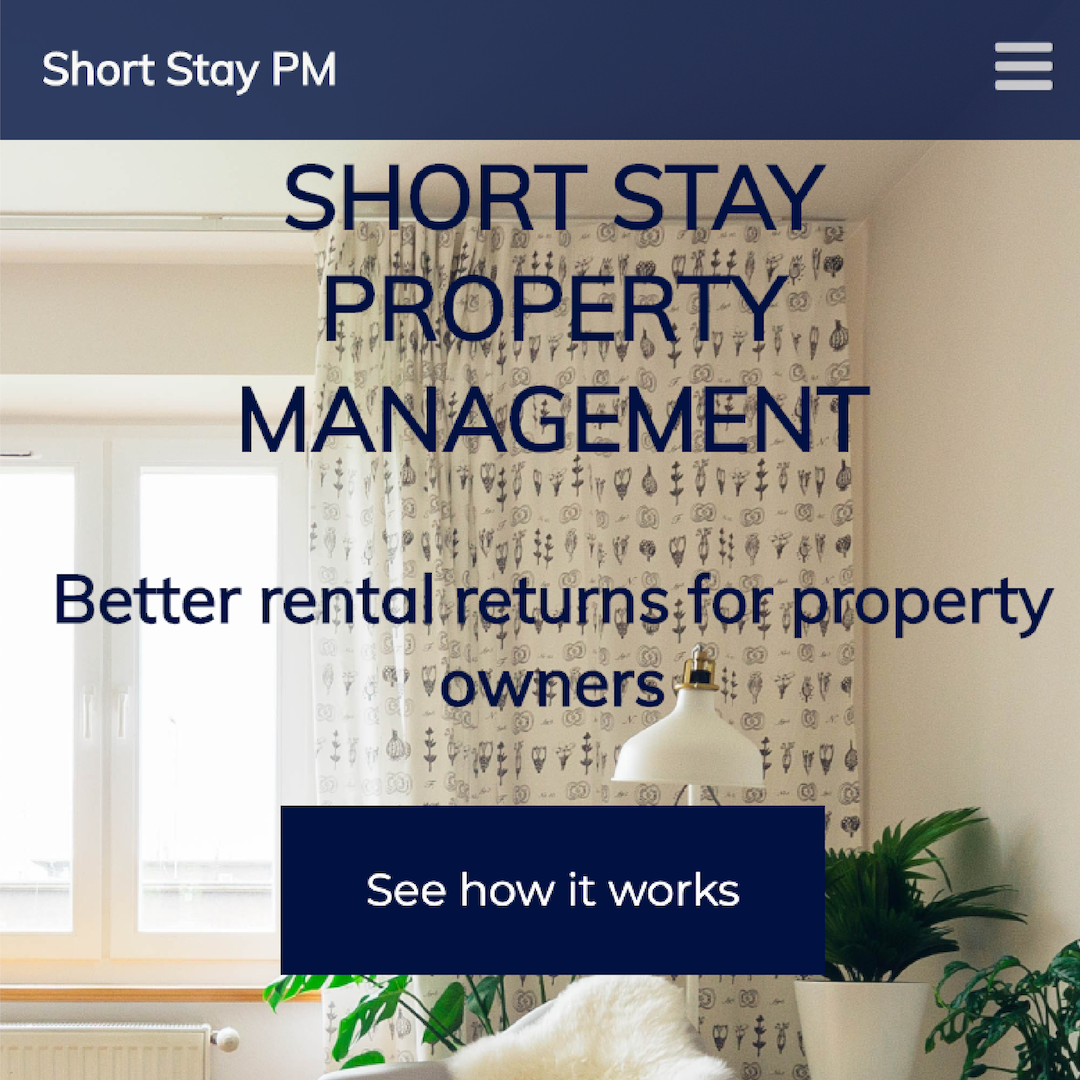 Short Stay PM
SHORT STAY
PROPERTY
MANAGEMENT
Better rental returns for property
owners
See how it works